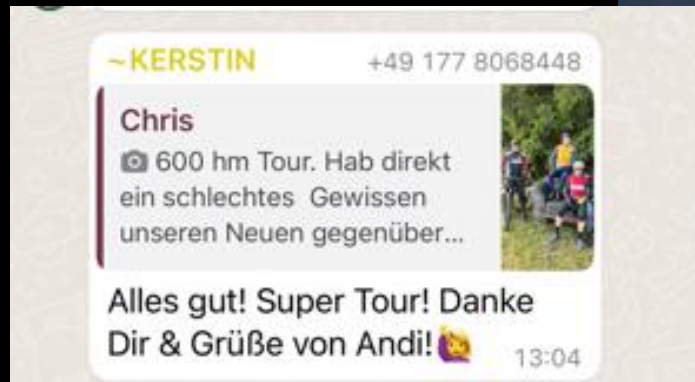 ~KERSTIN +49 177 8068448
Chris
📷 600 hm Tour. Hab direkt
ein schlechtes Gewissen
unseren Neuen gegenüber...
Alles gut! Super Tour! Danke
Dir & Grüße von Andi!🙋
13:04